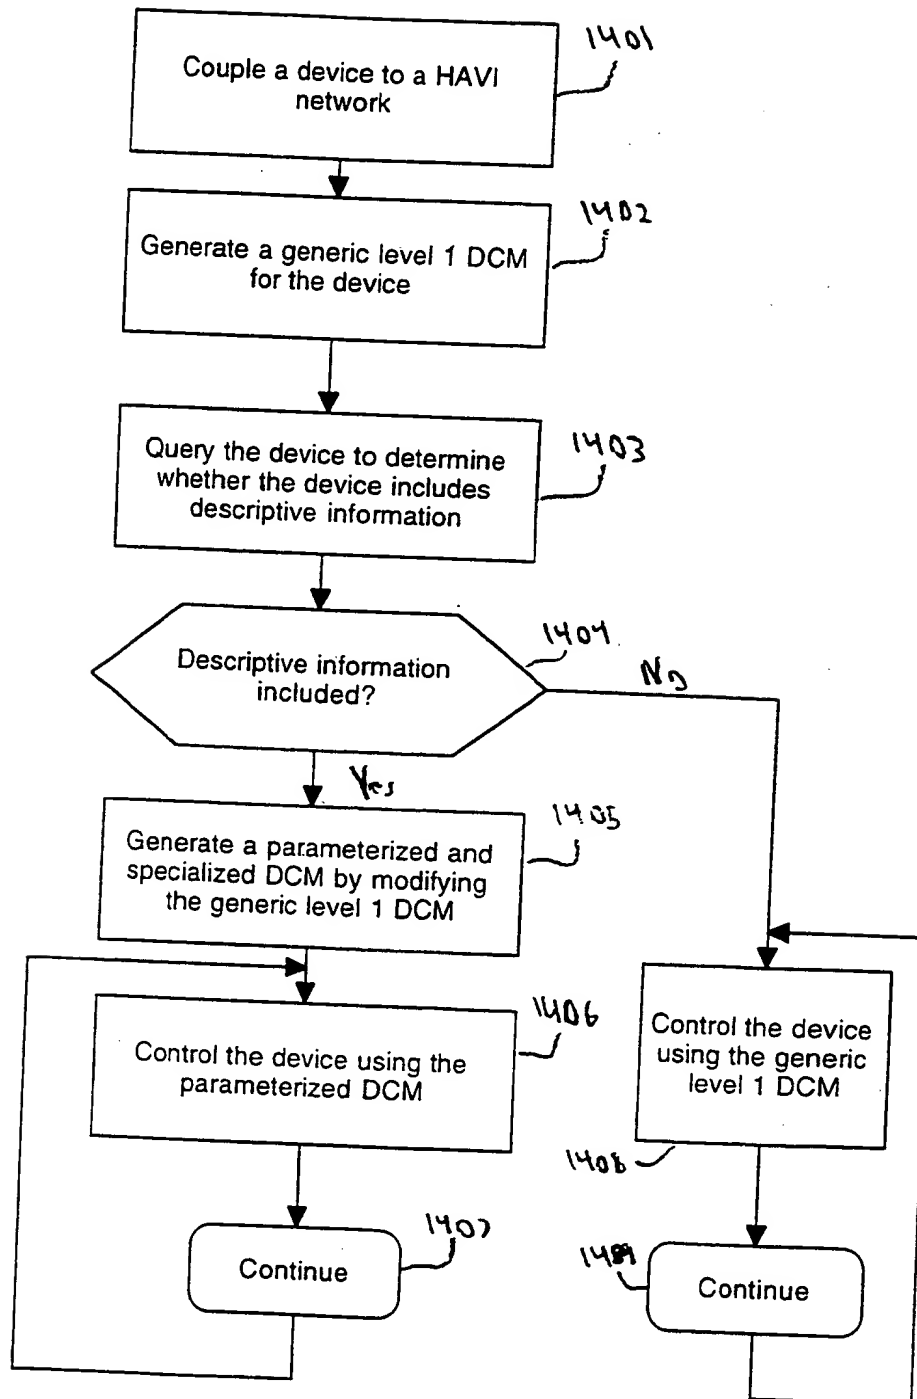 1401
Couple a device to a HAVI
network
1402
Generate a generic level 1 DCM
for the device
1403
Query the device to determine
whether the device includes
descriptive information
1404
Descriptive information
included?
No
Yes
1405
Generate a parameterized and
specialized DCM by modifying
the generic level 1 DCM
1406
Control the device using the
parameterized DCM
Control the device
using the generic
level 1 DCM
1408
1407
Continue
Continue